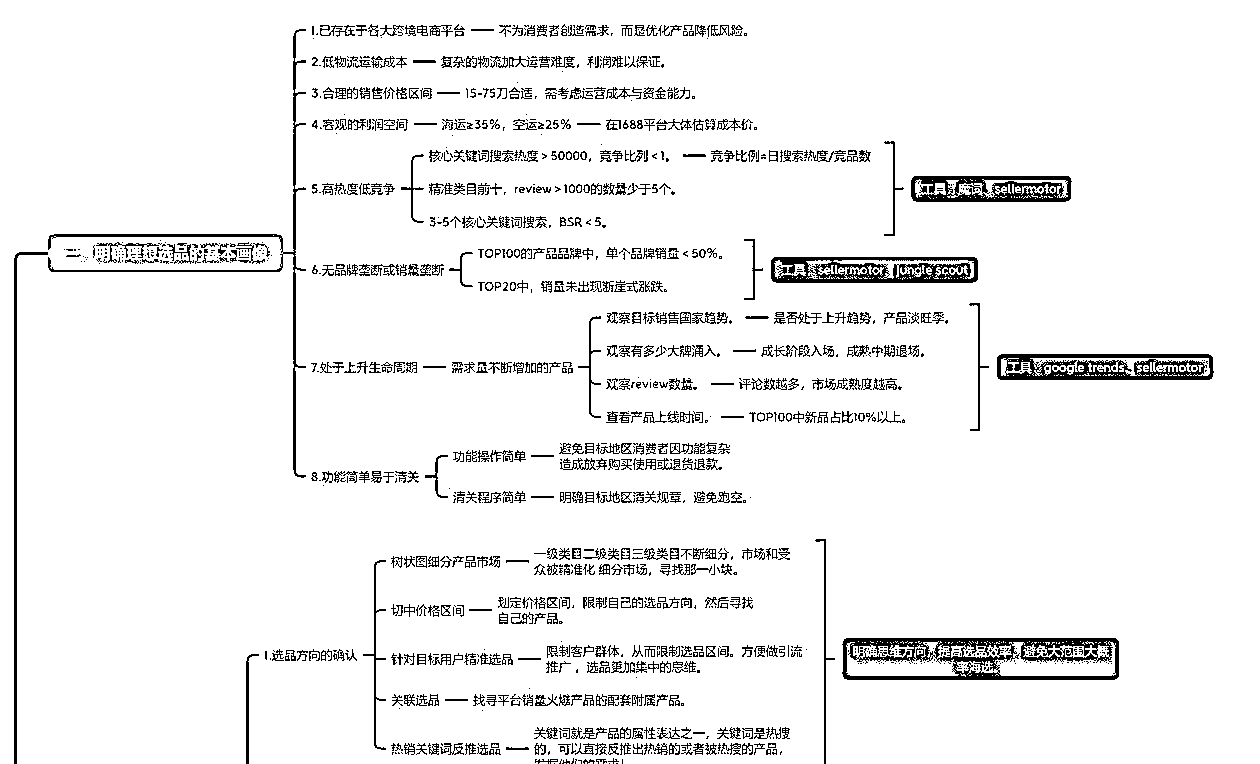 1.已存在于各大跨境电商平台 不为消费者创造需求，而是优化产品降低风险。
2.低物流运输成本 复杂的物流加大运营难度，利润难以保证。
3.合理的销售价格区间 15-75刀合适，需考虑运营成本与资金能力。
4.客观的利润空间 海运≥35%，空运≥25% 在1688平台大体估算成本价。
5.高热度低竞争
核心关键词搜索热度＞50000，竞争比列＜1。 竞争比例=日搜索热度/竞品数
精准类目前十，review＞1000的数量少于5个。
3-5个核心关键词搜索，BSR＜5。
工具：魔词、sellermotor
二、明确理想选品的基本画像
6.无品牌垄断或销量垄断
TOP100的产品品牌中，单个品牌销量＜50%。
TOP20中，销量未出现断崖式涨跌。
工具：sellermotor、jungle scout
7.处于上升生命周期 需求量不断增加的产品
观察目标销售国家趋势。 是否处于上升趋势，产品淡旺季。
观察有多少大牌涌入。 成长阶段入场，成熟中期退场。
观察review数量。 评论数越多，市场成熟度越高。
查看产品上线时间。 TOP100中新品占比10%以上。
工具：google trends、sellermotor
8.功能简单易于清关
功能操作简单 避免目标地区消费者因功能复杂
造成放弃购买使用或退货退款。
清关程序简单 明确目标地区清关规章，避免跑空。
1.选品方向的确认
树状图细分产品市场 一级类目二级类目三级类目不断细分，市场和受
众被精准化 细分市场，寻找那一小块。
切中价格区间 划定价格区间，限制自己的选品方向，然后寻找
自己的产品。
针对目标用户精准选品 限制客户群体，从而限制选品区间。方便做引流
推广，选品更加集中的思维。
关联选品 找寻平台销量火爆产品的配套附属产品。
热销关键词反推选品 关键词就是产品的属性表达之一，关键词是热搜
的，可以直接反推出热销的或者被热搜的产品，
明确思维方向，提高选品效率，避免大范围大概
率海选。